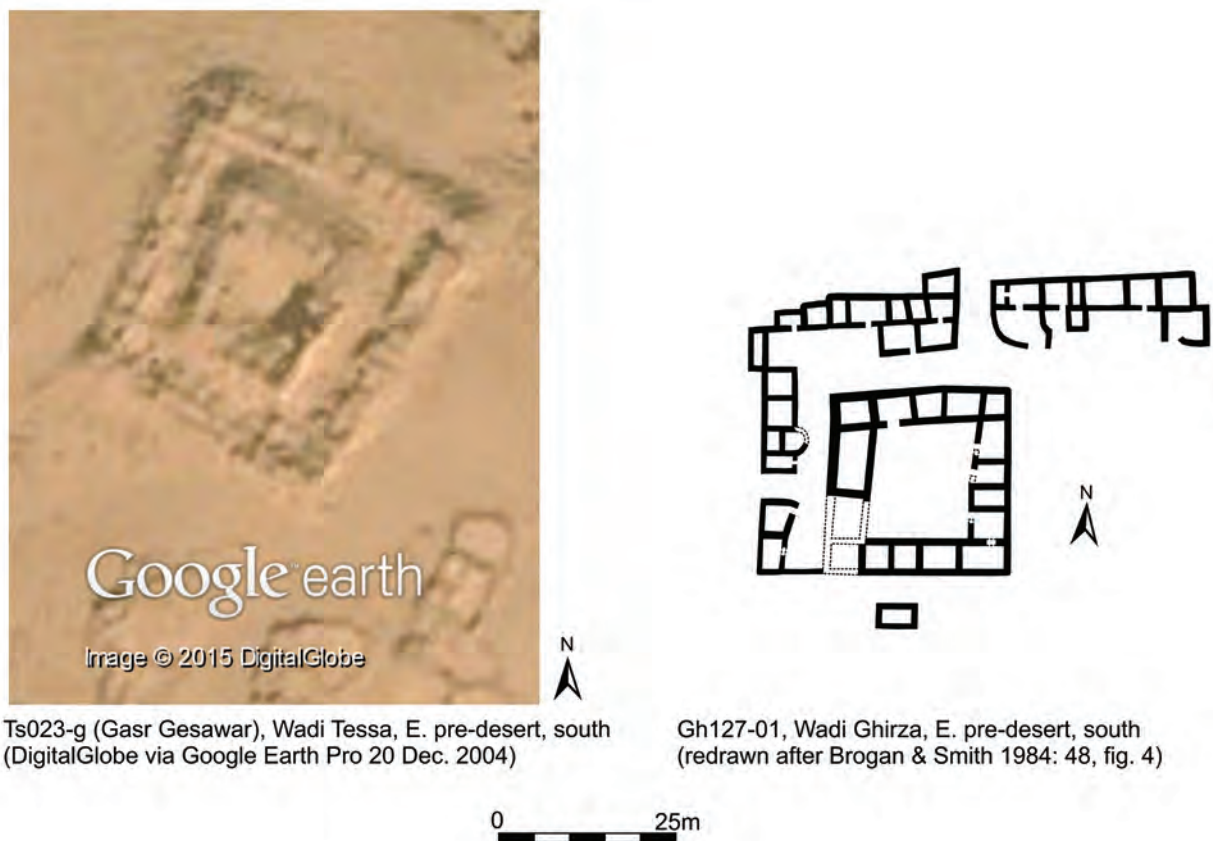 Google earth
Image © 2015 DigitalGlobe
N
N
Ts023-g (Gasr Gesawar), Wadi Tessa, E. pre-desert, south
(DigitalGlobe via Google Earth Pro 20 Dec. 2004)
Gh127-01, Wadi Ghirza, E. pre-desert, south
(redrawn after Brogan & Smith 1984: 48, fig. 4)
0 25m